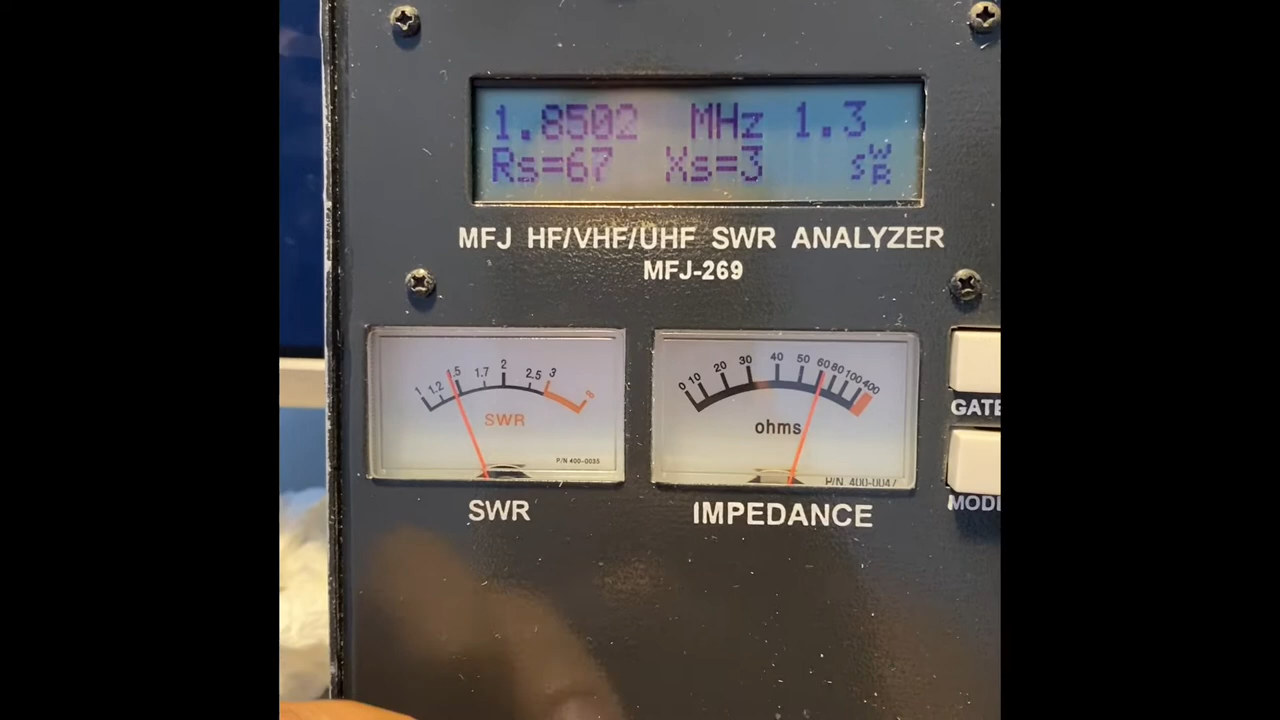 1.8502 MHz 1.3
Rs=67 Xs=3 SWR
MFJ HF/VHF/UHF SWR ANALYZER
MFJ-269
1 1.2 .5 1.7 2 2.5 3 ∞
SWR
P/N 400-0035
SWR
0 10 20 30 40 50 60 80 100 400
ohms
P/N 400-0047
IMPEDANCE
GATE
MODE